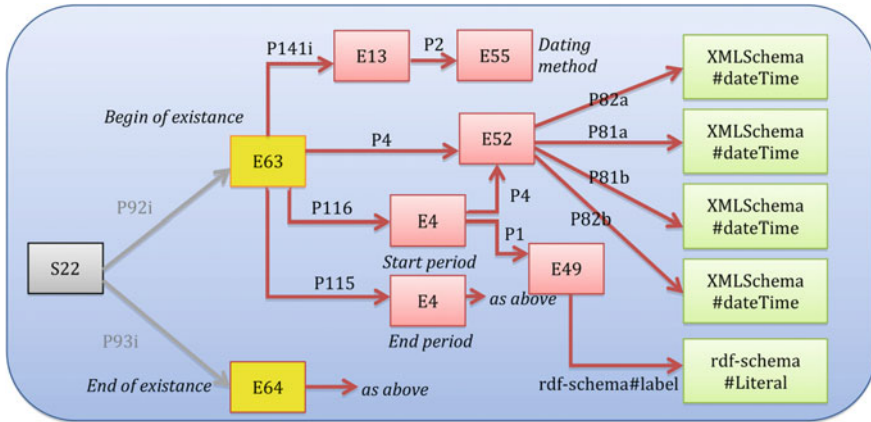 P141i
E13
P2
E55
Dating
method
XMLSchema
#dateTime
Begin of existance
P82a
E63
P4
E52
P81a
XMLSchema
#dateTime
P81b
P92i
P116
E4
P4
P82b
XMLSchema
#dateTime
P1
S22
Start period
E49
P115
E4
as above
XMLSchema
#dateTime
End period
P93i
End of existance
E64
as above
rdf-schema#label
rdf-schema
#Literal